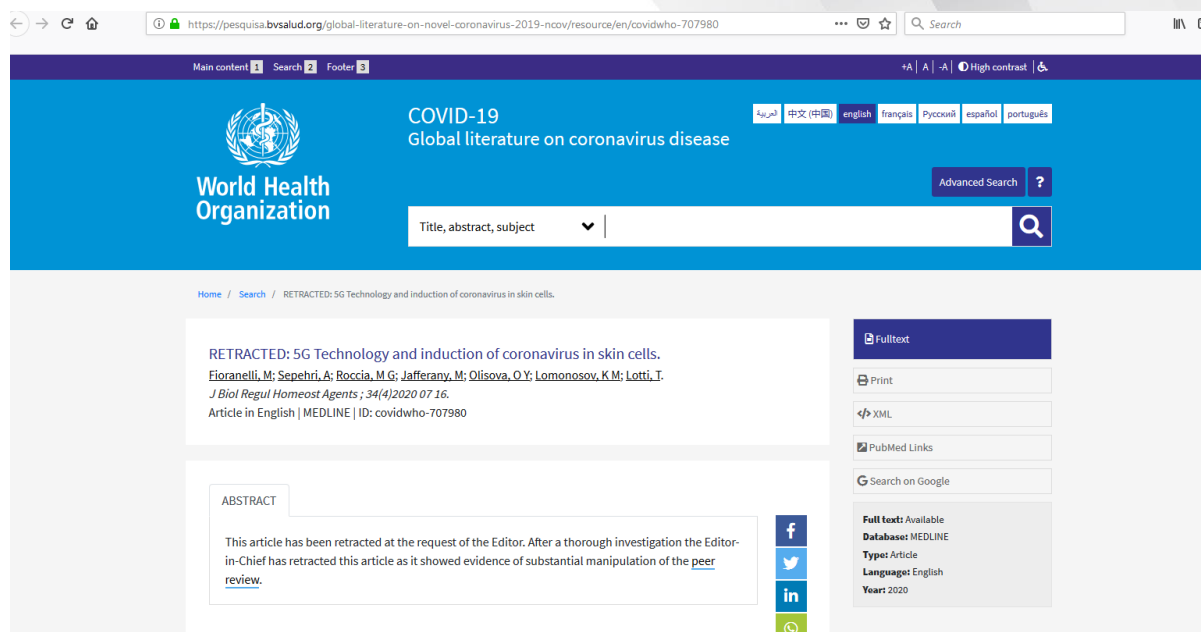 https://pesquisa.bvsalud.org/global-literature-on-novel-coronavirus-2019-ncov/resource/en/covidwho-707980
Search
Main content 1 Search 2 Footer 3
+A | A | -A | High contrast |
World Health
Organization
COVID-19
Global literature on coronavirus disease
العربية 中文 (中国) english français Русский español português
Advanced Search ?
Title, abstract, subject
Home / Search / RETRACTED: 5G Technology and induction of coronavirus in skin cells.
RETRACTED: 5G Technology and induction of coronavirus in skin cells.
Fioranelli, M; Sepehri, A; Roccia, M G; Jafferany, M; Olisova, O Y; Lomonosov, K M; Lotti, T.
J Biol Regul Homeost Agents ; 34(4)2020 07 16.
Article in English | MEDLINE | ID: covidwho-707980
ABSTRACT
This article has been retracted at the request of the Editor. After a thorough investigation the Editor-
in-Chief has retracted this article as it showed evidence of substantial manipulation of the peer
review.
f
in
Fulltext
Print
</> XML
PubMed Links
G Search on Google
Full text: Available
Database: MEDLINE
Type: Article
Language: English
Year: 2020